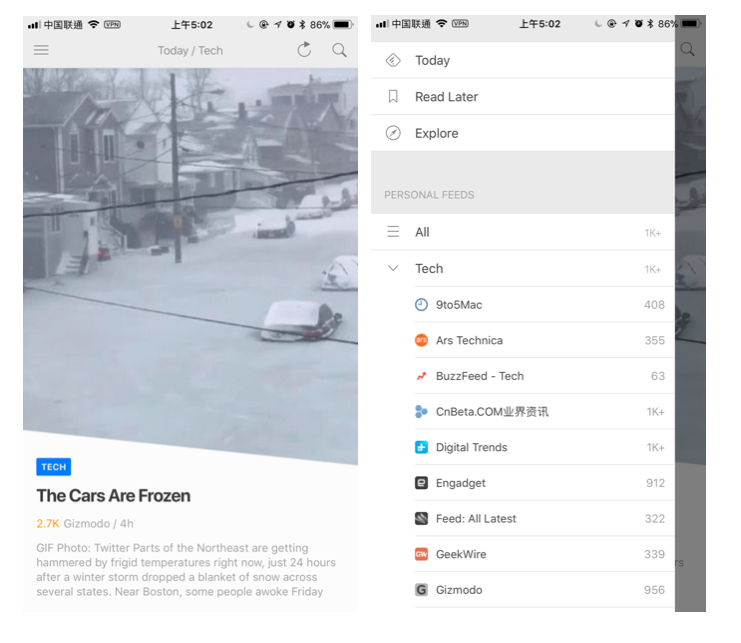 中国联通 VPN 上午5:02 86%
Today / Tech
TECH
The Cars Are Frozen
2.7K Gizmodo / 4h
GIF Photo: Twitter Parts of the Northeast are getting
hammered by frigid temperatures right now, just 24 hours
after a winter storm dropped a blanket of snow across
several states. Near Boston, some people awoke Friday
中国联通 VPN 上午5:02 86%
Today
Read Later
Explore
PERSONAL FEEDS
All 1K+
Tech 1K+
9to5Mac 408
ars Ars Technica 355
BuzzFeed - Tech 63
CnBeta.COM业界资讯 1K+
Digital Trends 1K+
e Engadget 912
Feed: All Latest 322
GW GeekWire 339
rs
G Gizmodo 956